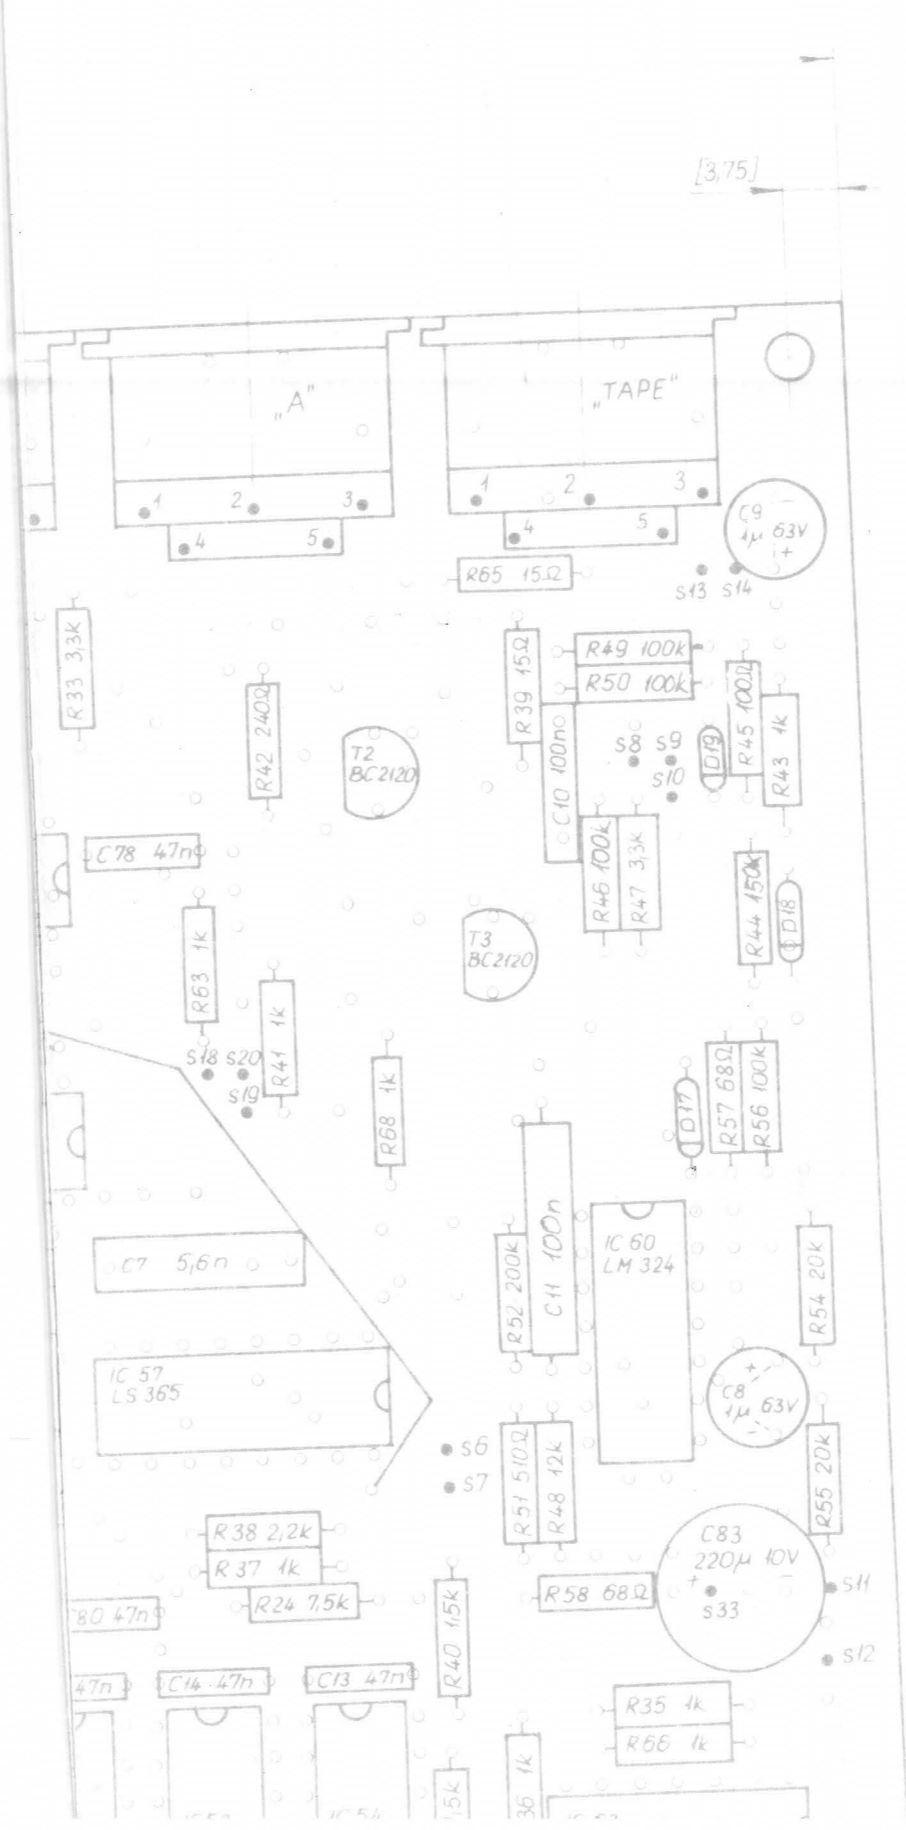 [3,75]
„A"
„TAPE"
1 2 3
4 5
1 2 3
4 5
C9
1µ 63V
+
R65 15Ω
S13 S14
R33 3,3K
R42 240Ω
T2
BC2120
R39 15Ω
R49 100k
R50 100k
C10 100n
S8 S9
S10
D19
R45 100Ω
R43 1k
C78 47n
R46 100k
R47 3,3k
R44 150k
D18
T3
BC2120
R63 1k
R41 1k
S18 S20
S19
R68 1k
D17
R57 68Ω
R56 100k
C7 5,6n
R52 200k
C11 100n
IC 60
LM 324
R54 20k
IC 57
LS 365
+
C8
1µ 63V
S6
S7
R51 510Ω
R48 12k
R55 20k
R38 2,2k
R37 1k
R24 7,5k
80 47n
R40 1,5k
R58 68Ω
C83
220µ 10V
+ -
S33
S11
S12
47n
C14 47n
C13 47n
R35 1k
R66 1k
1,5k
36 1k